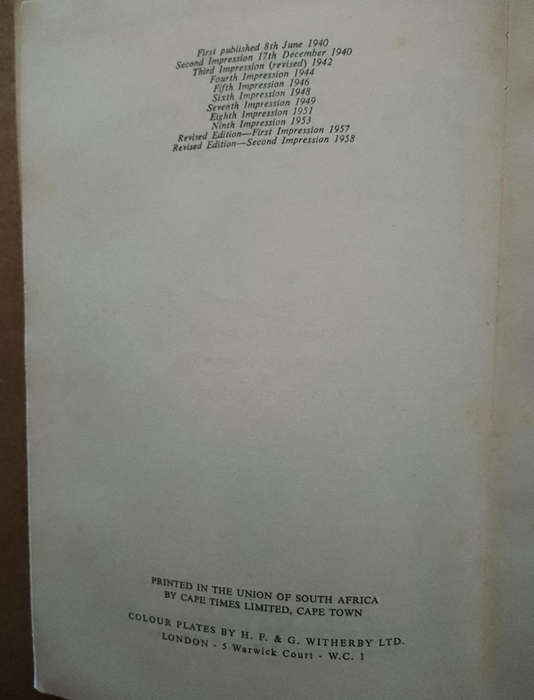 First published 8th June 1940
Second Impression 17th December 1940
Third Impression (revised) 1942
Fourth Impression 1944
Fifth Impression 1946
Sixth Impression 1948
Seventh Impression 1949
Eighth Impression 1951
Ninth Impression 1953
Revised Edition—First Impression 1957
Revised Edition—Second Impression 1958
PRINTED IN THE UNION OF SOUTH AFRICA
BY CAPE TIMES LIMITED, CAPE TOWN
COLOUR PLATES BY H. F. & G. WITHERBY LTD.
LONDON - 5 Warwick Court - W.C. 1